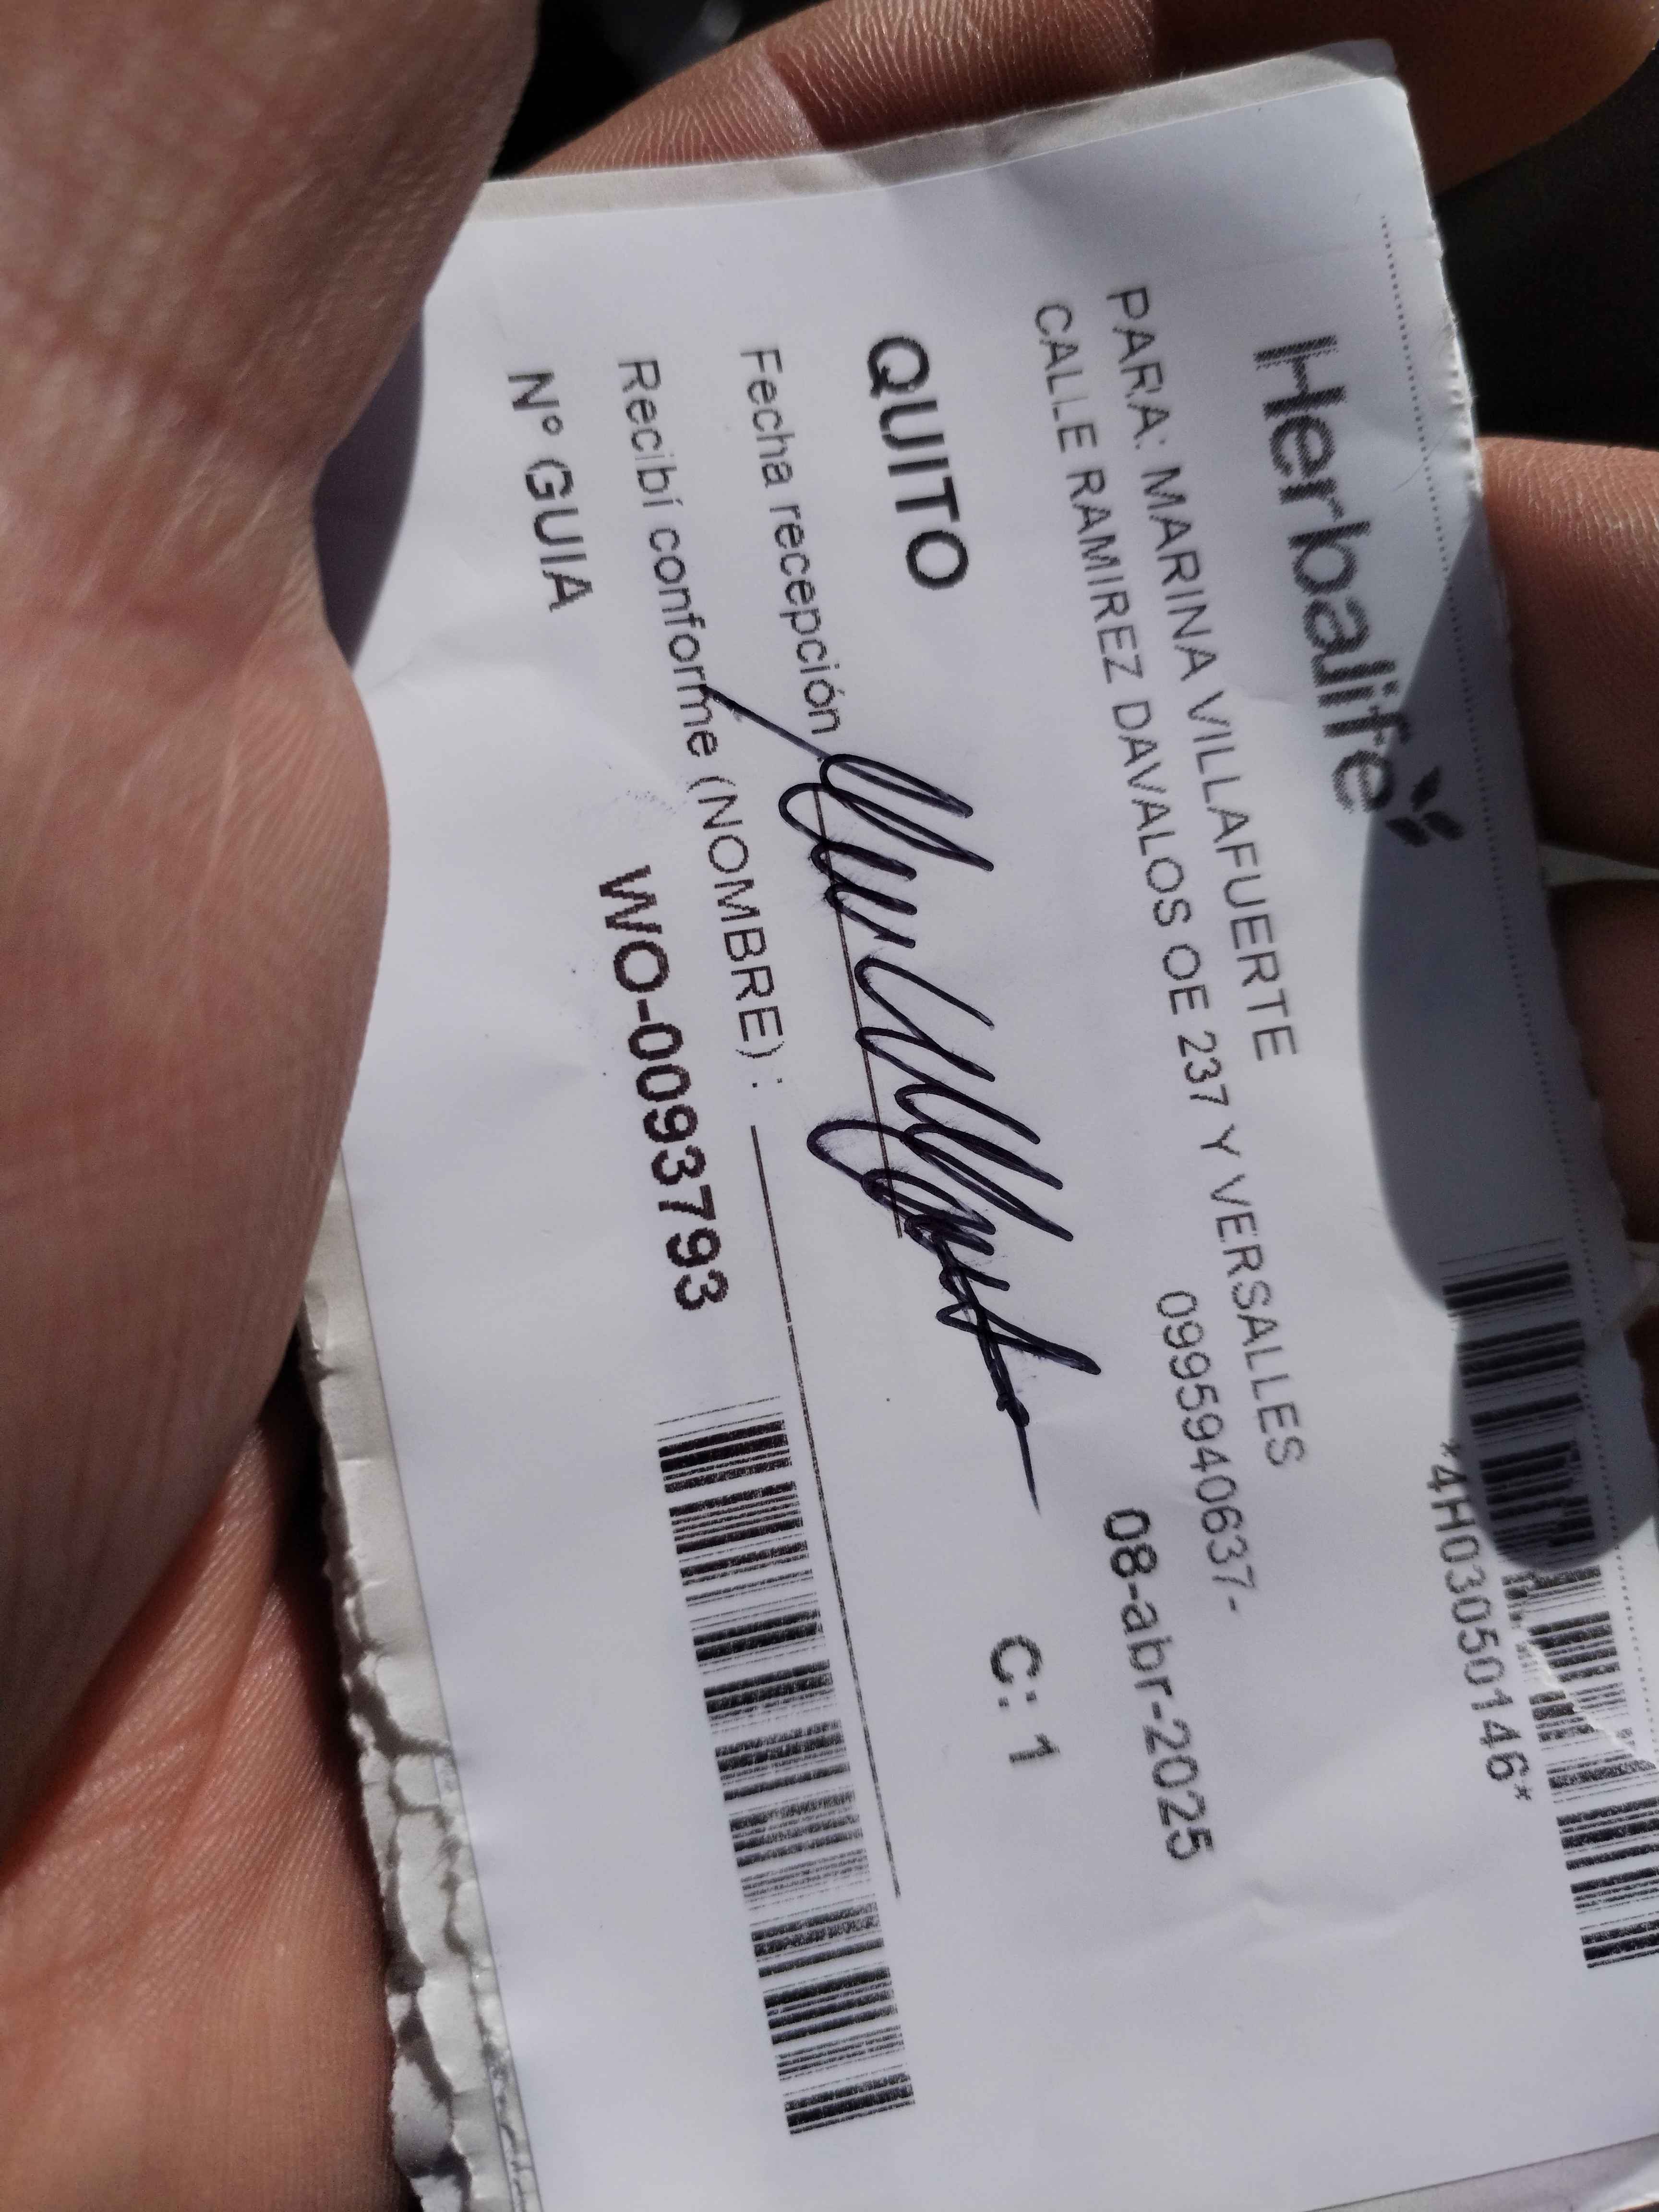 Herbalife
*4H03050146*
PARA: MARINA VILLAFUERTE
CALLE RAMIREZ DAVALOS OE 237 Y VERSALLES
0995940637-
08-abr-2025
QUITO
C: 1
Fecha recepción
Recibí conforme (NOMBRE) :
Nº GUIA
WO-0093793